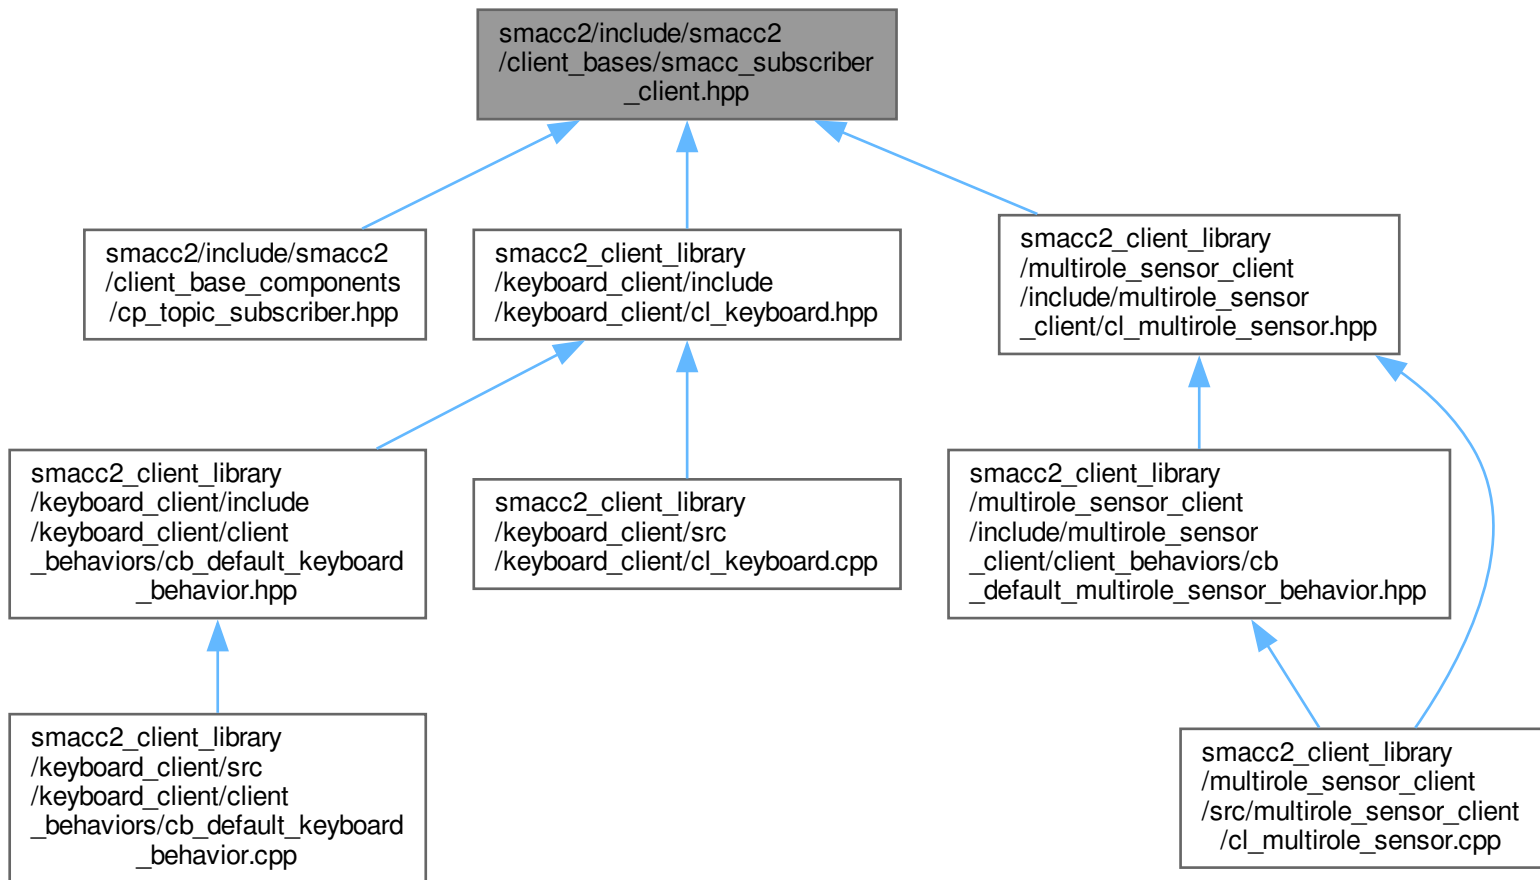 smacc2/include/smacc2
/client_bases/smacc_subscriber
_client.hpp
smacc2/include/smacc2
/client_base_components
/cp_topic_subscriber.hpp
smacc2_client_library
/keyboard_client/include
/keyboard_client/cl_keyboard.hpp
smacc2_client_library
/multirole_sensor_client
/include/multirole_sensor
_client/cl_multirole_sensor.hpp
smacc2_client_library
/keyboard_client/include
/keyboard_client/client
_behaviors/cb_default_keyboard
_behavior.hpp
smacc2_client_library
/keyboard_client/src
/keyboard_client/cl_keyboard.cpp
smacc2_client_library
/multirole_sensor_client
/include/multirole_sensor
_client/client_behaviors/cb
_default_multirole_sensor_behavior.hpp
smacc2_client_library
/keyboard_client/src
/keyboard_client/client
_behaviors/cb_default_keyboard
_behavior.cpp
smacc2_client_library
/multirole_sensor_client
/src/multirole_sensor_client
/cl_multirole_sensor.cpp